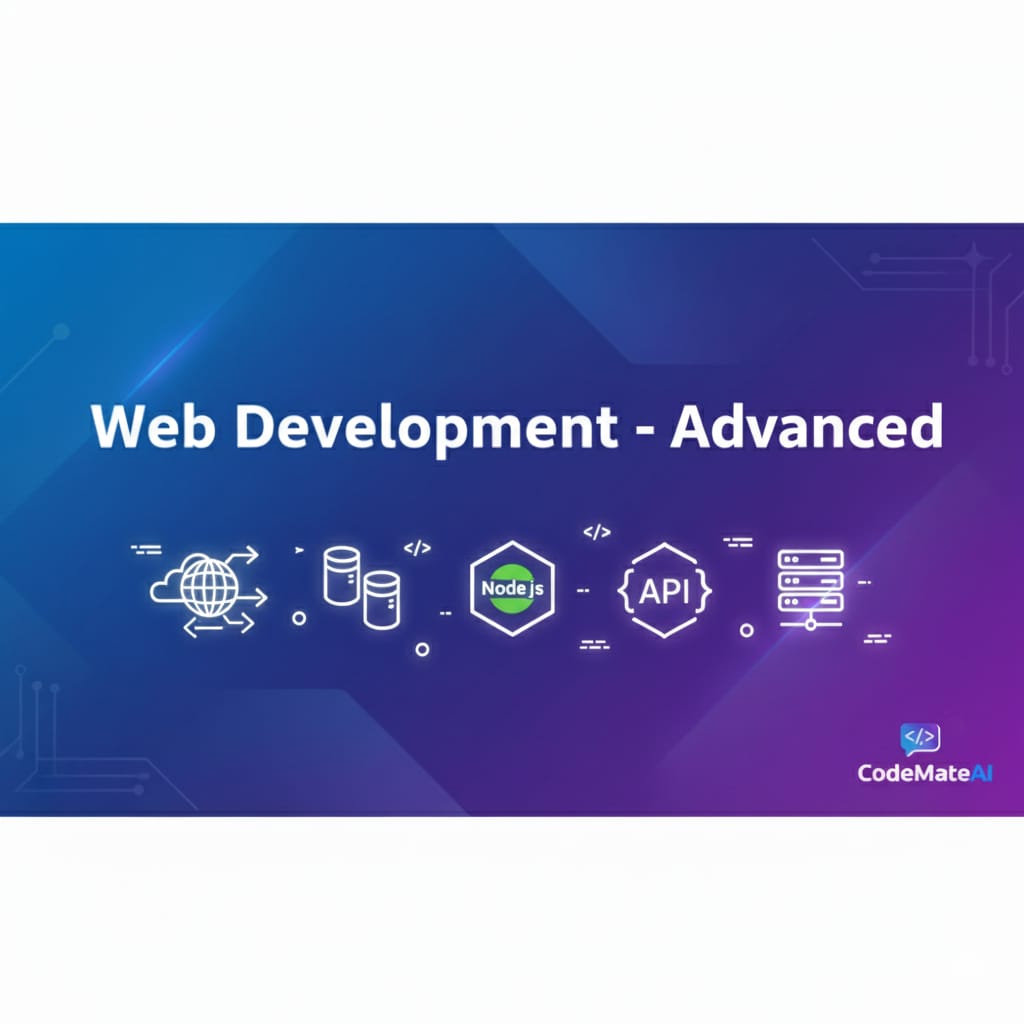 Web Development - Advanced
</>
</>
Node js
{API}
</>
CodeMateAI